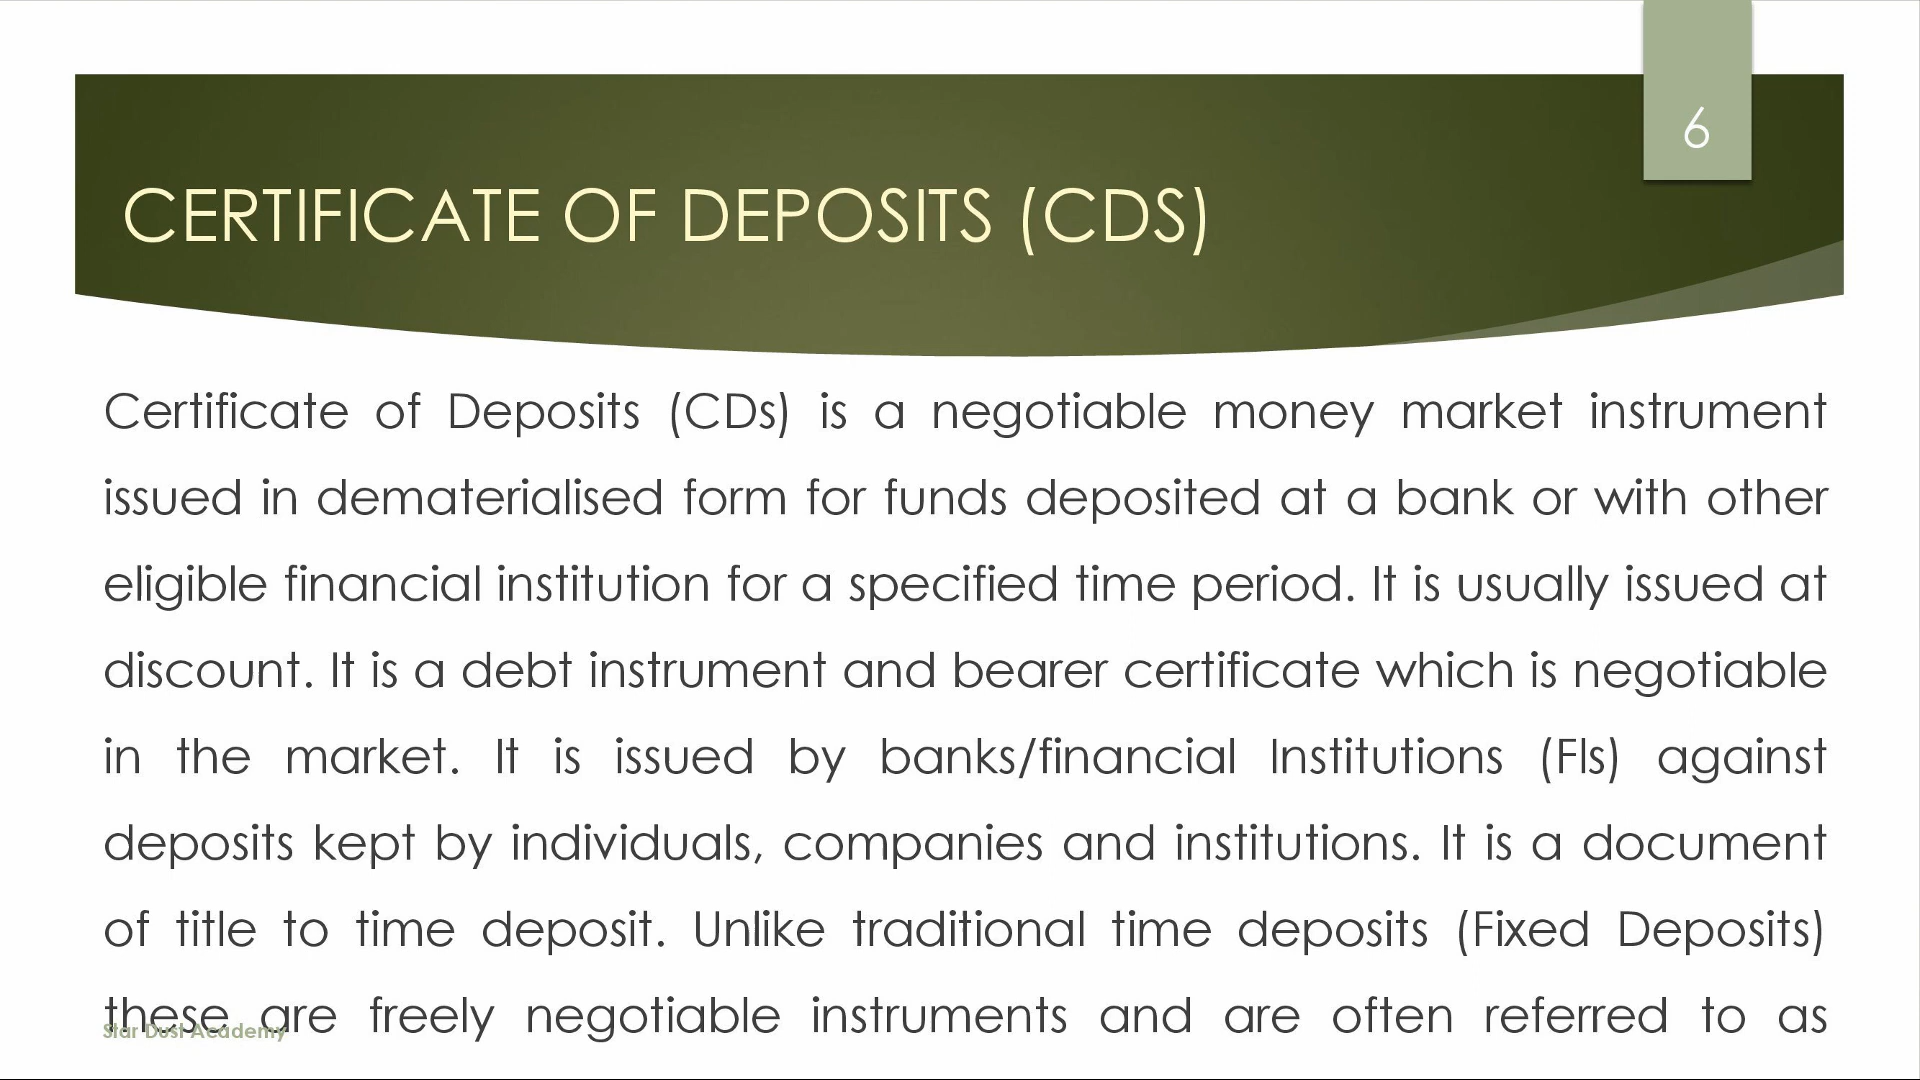 6
CERTIFICATE OF DEPOSITS (CDS)
Certificate of Deposits (CDs) is a negotiable money market instrument
issued in dematerialised form for funds deposited at a bank or with other
eligible financial institution for a specified time period. It is usually issued at
discount. It is a debt instrument and bearer certificate which is negotiable
in the market. It is issued by banks/financial Institutions (FIs) against
deposits kept by individuals, companies and institutions. It is a document
of title to time deposit. Unlike traditional time deposits (Fixed Deposits)
these are freely negotiable instruments and are often referred to as
Star Dust Academy